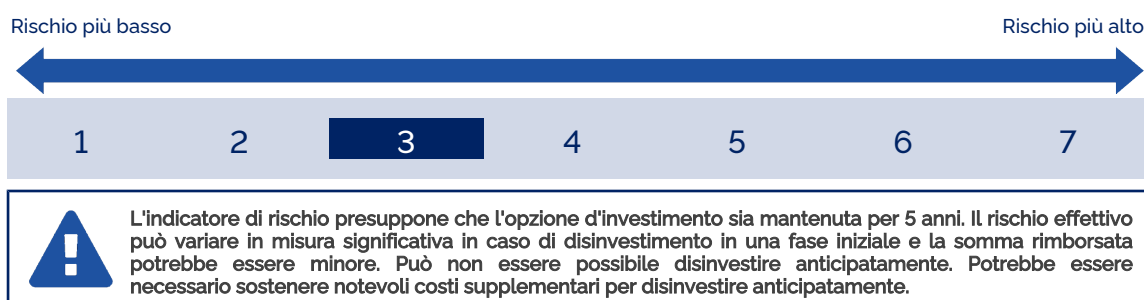 Rischio più basso Rischio più alto
1 2 3 4 5 6 7
L'indicatore di rischio presuppone che l'opzione d'investimento sia mantenuta per 5 anni. Il rischio effettivo
può variare in misura significativa in caso di disinvestimento in una fase iniziale e la somma rimborsata
potrebbe essere minore. Può non essere possibile disinvestire anticipatamente. Potrebbe essere
necessario sostenere notevoli costi supplementari per disinvestire anticipatamente.